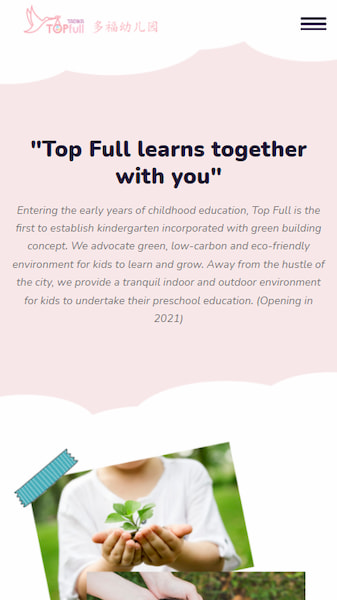 TOPfull 多福幼儿园
"Top Full learns together
with you"
Entering the early years of childhood education, Top Full is the
first to establish kindergarten incorporated with green building
concept. We advocate green, low-carbon and eco-friendly
environment for kids to learn and grow. Away from the hustle of
the city, we provide a tranquil indoor and outdoor environment
for kids to undertake their preschool education. (Opening in
2021)